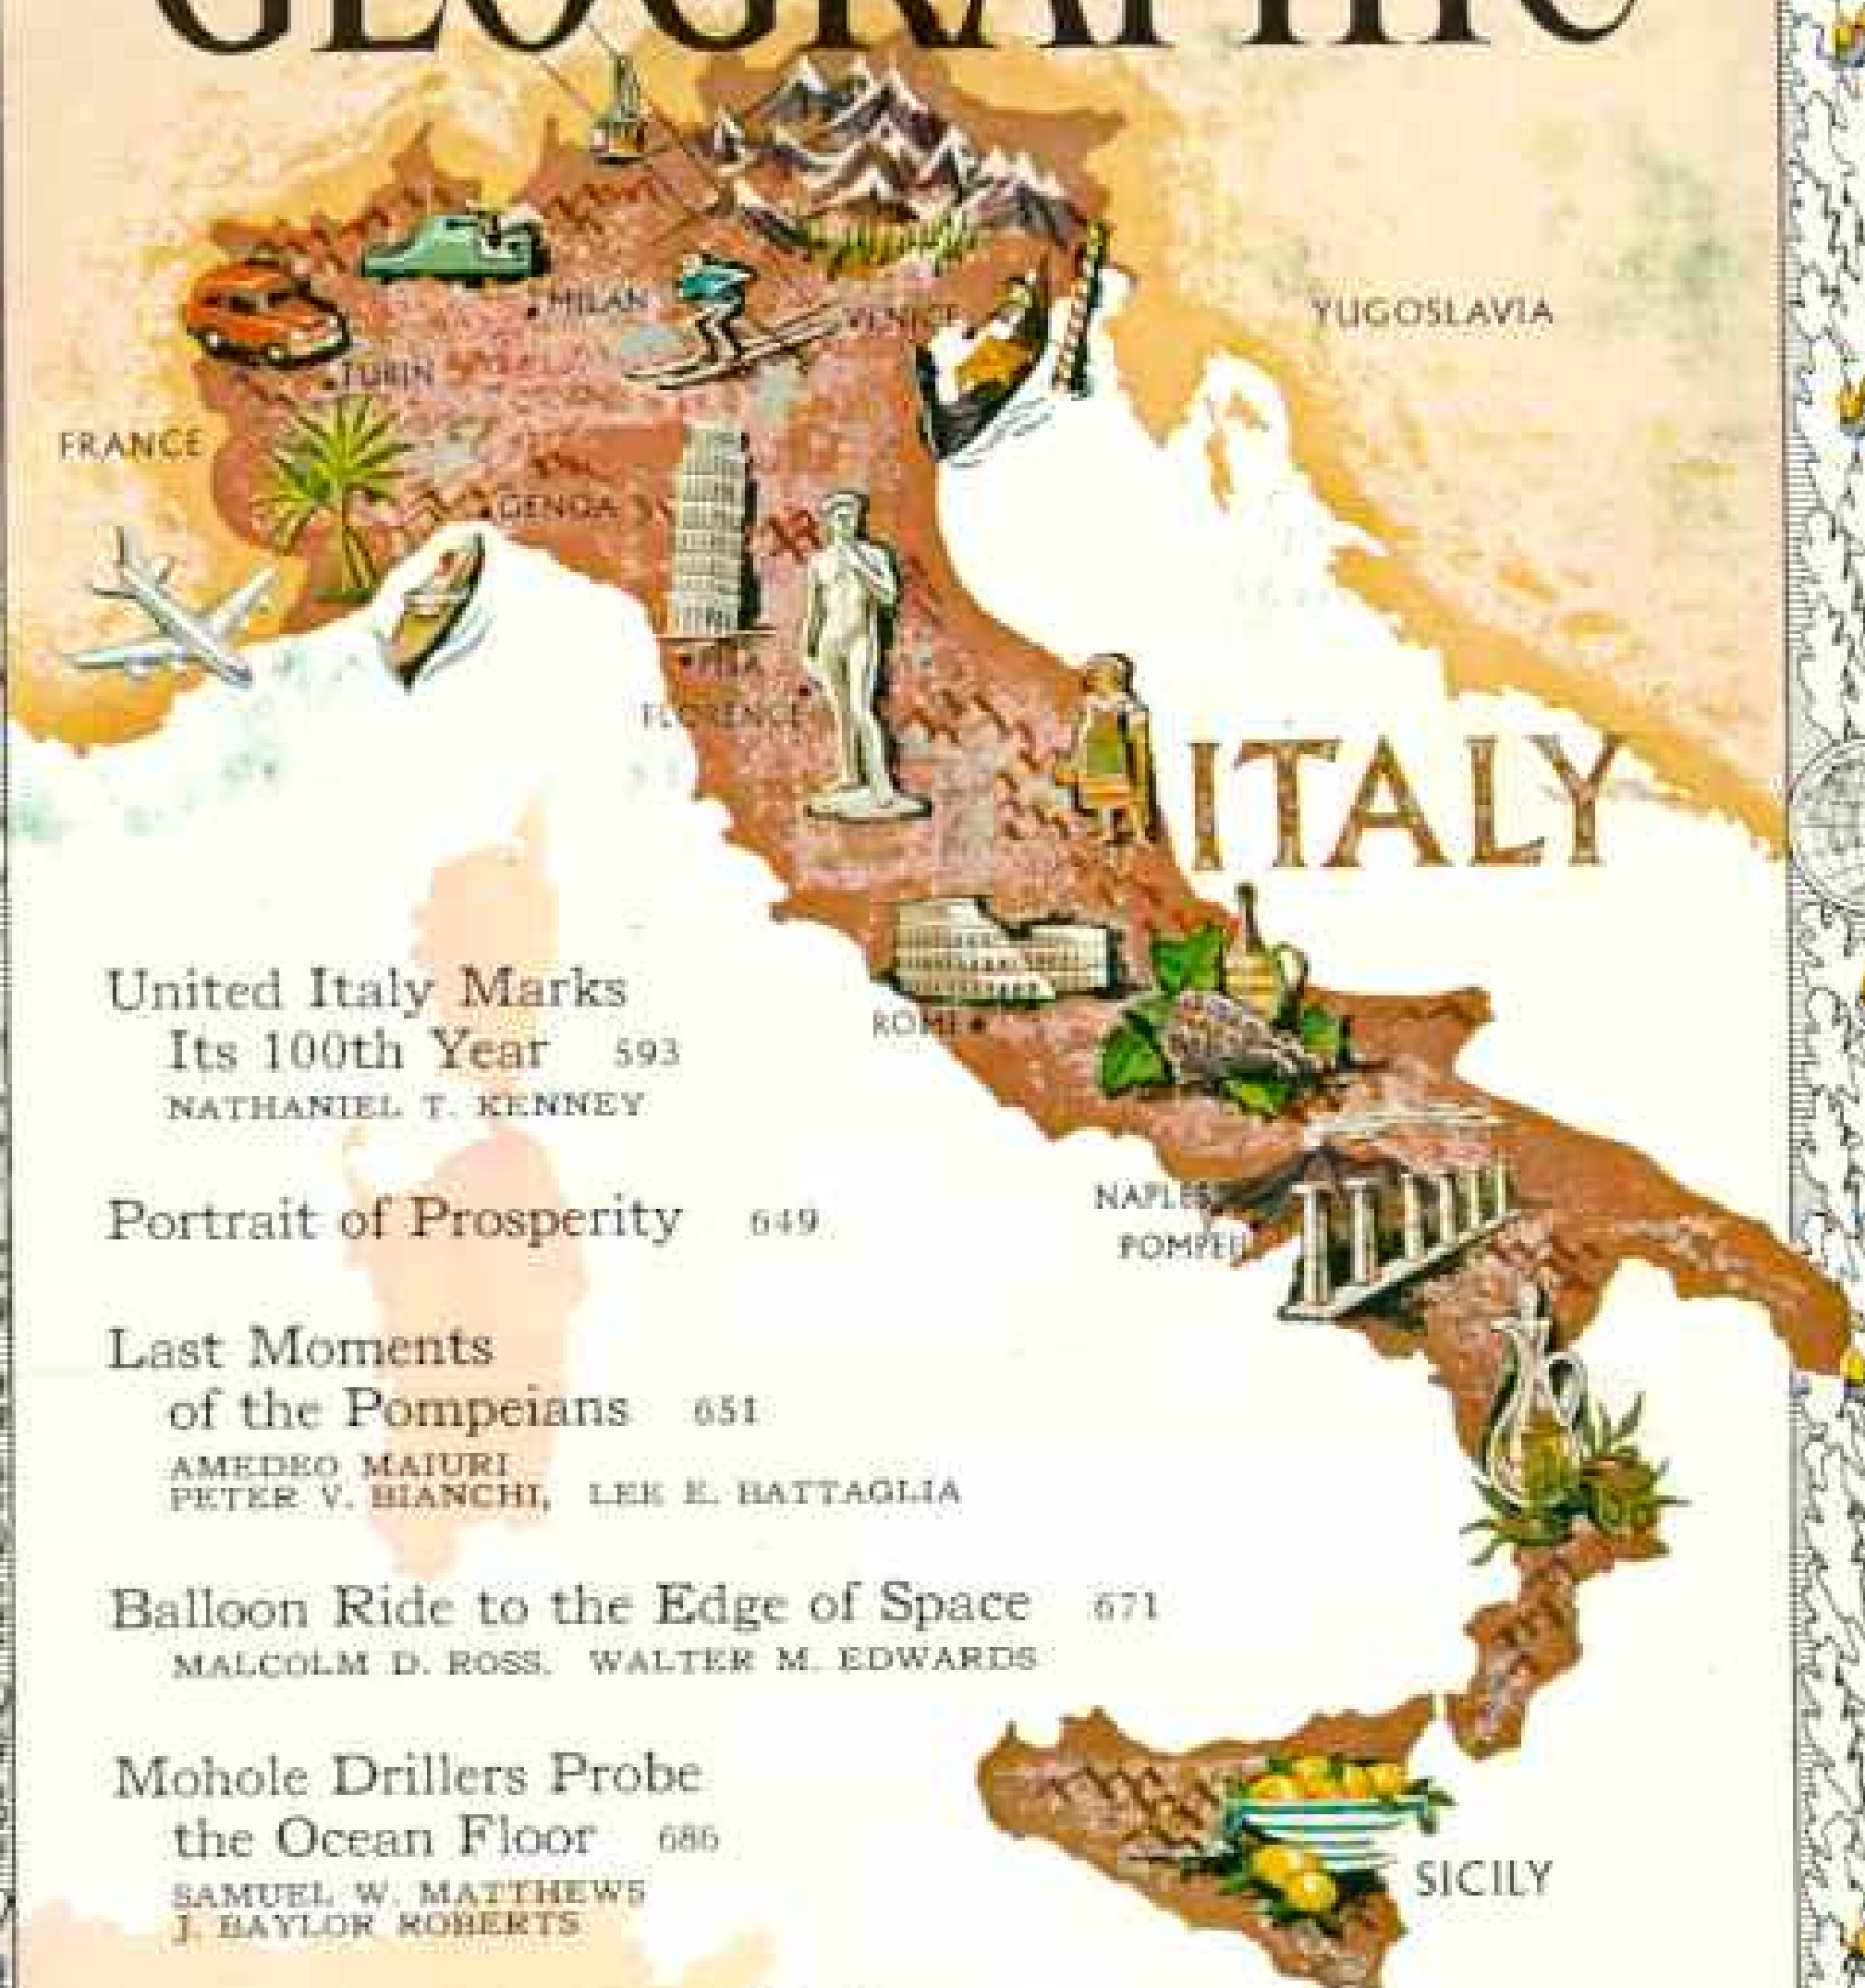 GEOGRAPHIC
MILAN
VENICE
YUGOSLAVIA
TURIN
FRANCE
GENOA
PISA
FLORENCE
ITALY
United Italy Marks
Its 100th Year 593
NATHANIEL T. KENNEY
ROME
Portrait of Prosperity 649
NAPLES
POMPEII
Last Moments
of the Pompeians 651
AMEDEO MAIURI
PETER V. BIANCHI, LEE E. BATTAGLIA
Balloon Ride to the Edge of Space 671
MALCOLM D. ROSS, WALTER M. EDWARDS
Mohole Drillers Probe
the Ocean Floor 686
SAMUEL W. MATTHEWS
J. BAYLOR ROBERTS
SICILY